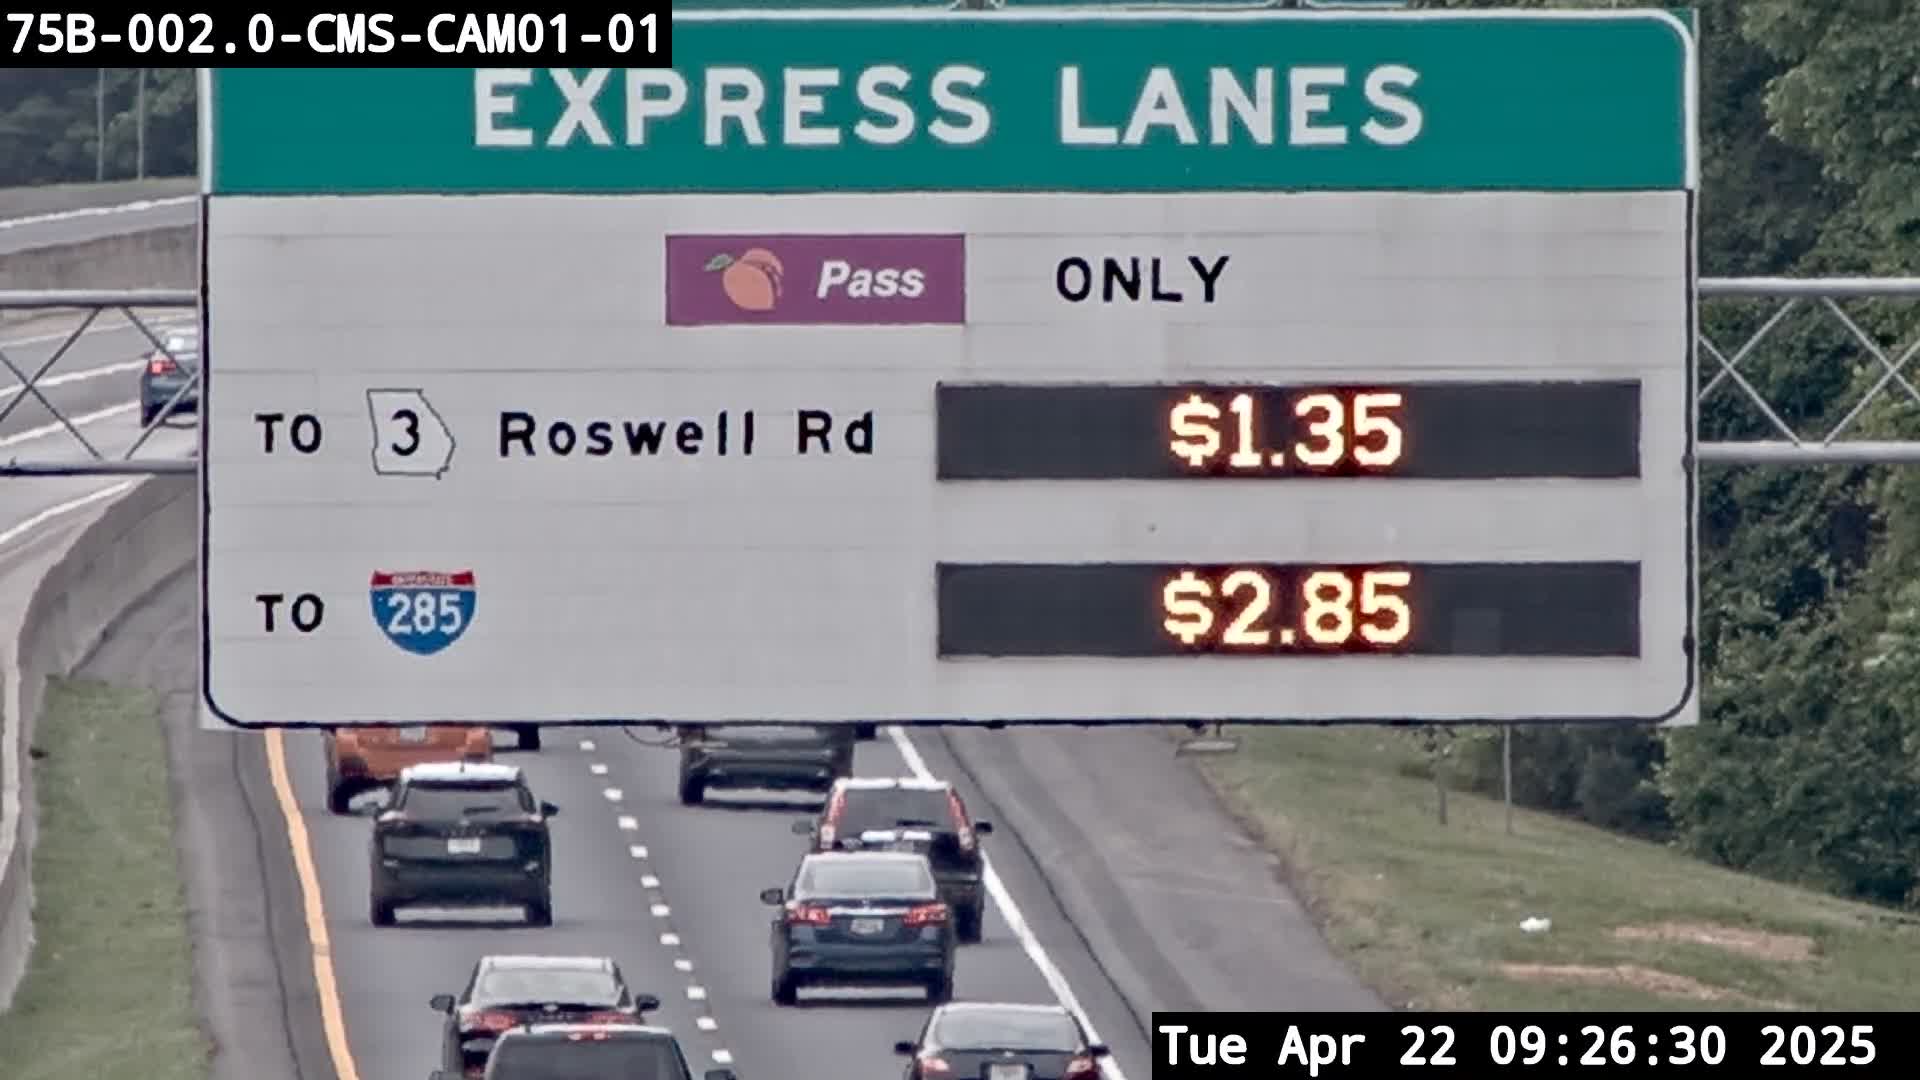 75B-002.0-CMS-CAM01-01
EXPRESS LANES
Pass ONLY
TO 3 Roswell Rd $1.35
TO INTERSTATE 285 $2.85
Tue Apr 22 09:26:30 2025